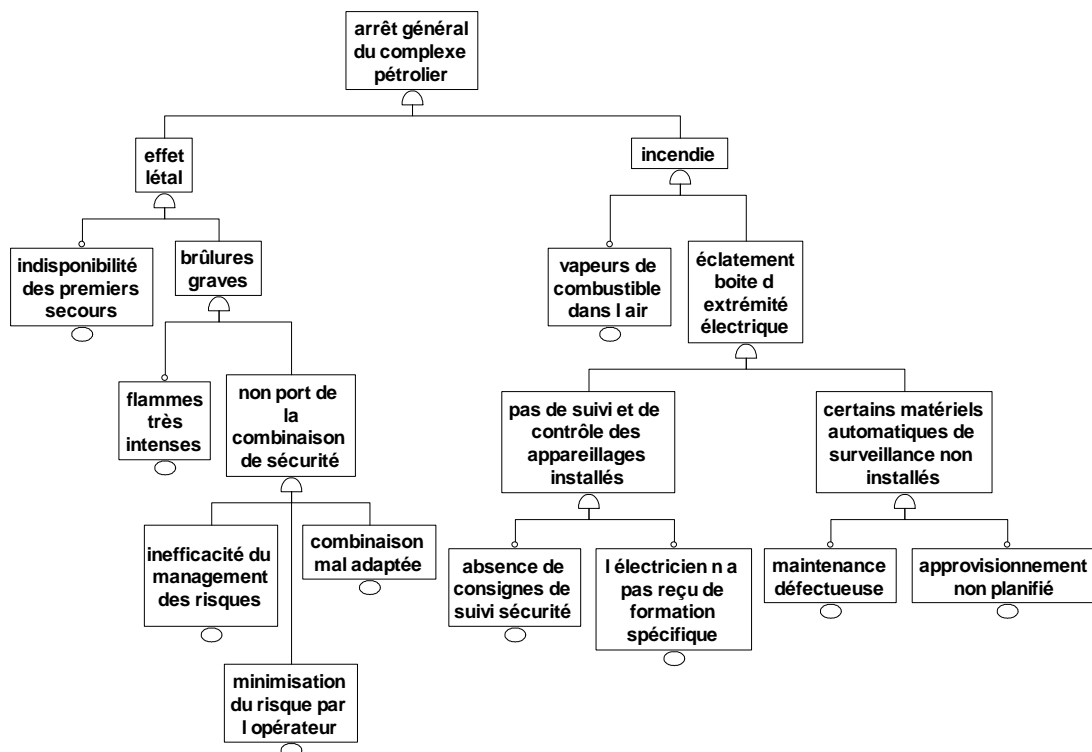 arrêt général
du complexe
pétrolier
effet
létal
incendie
indisponibilité
des premiers
secours
brûlures
graves
vapeurs de
combustible
dans l air
éclatement
boite d
extrémité
électrique
flammes
très
intenses
non port de
la
combinaison
de sécurité
pas de suivi et de
contrôle des
appareillages
installés
certains matériels
automatiques de
surveillance non
installés
inefficacité du
management
des risques
combinaison
mal adaptée
absence de
consignes de
suivi sécurité
l électricien n a
pas reçu de
formation
spécifique
maintenance
défectueuse
approvisionnement
non planifié
minimisation
du risque par
l opérateur